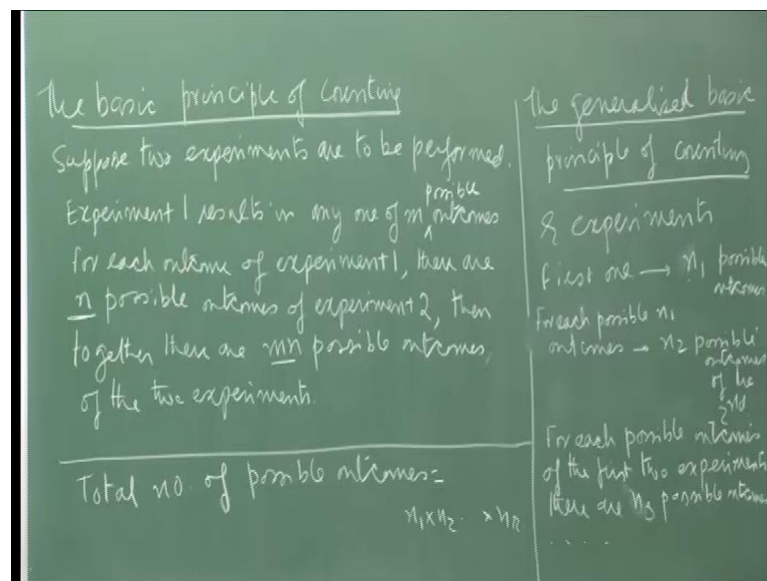 The basic principle of Counting
Suppose two experiments are to be performed.
possible
Experiment 1 results in any one of m ^ outcomes
for each outcome of experiment 1, there are
n possible outcomes of experiment 2, then
together there are mn possible outcomes,
of the two experiments.
Total no. of possible outcomes =
n1 x n2 . x nr
The generalised basic
principle of counting
r experiments
first one → n1 possible
outcomes
For each possible n1
outcomes → n2 possible
outcomes
of the
2nd
For each possible outcomes
of the first two experiments
there are n3 possible outcomes
.....